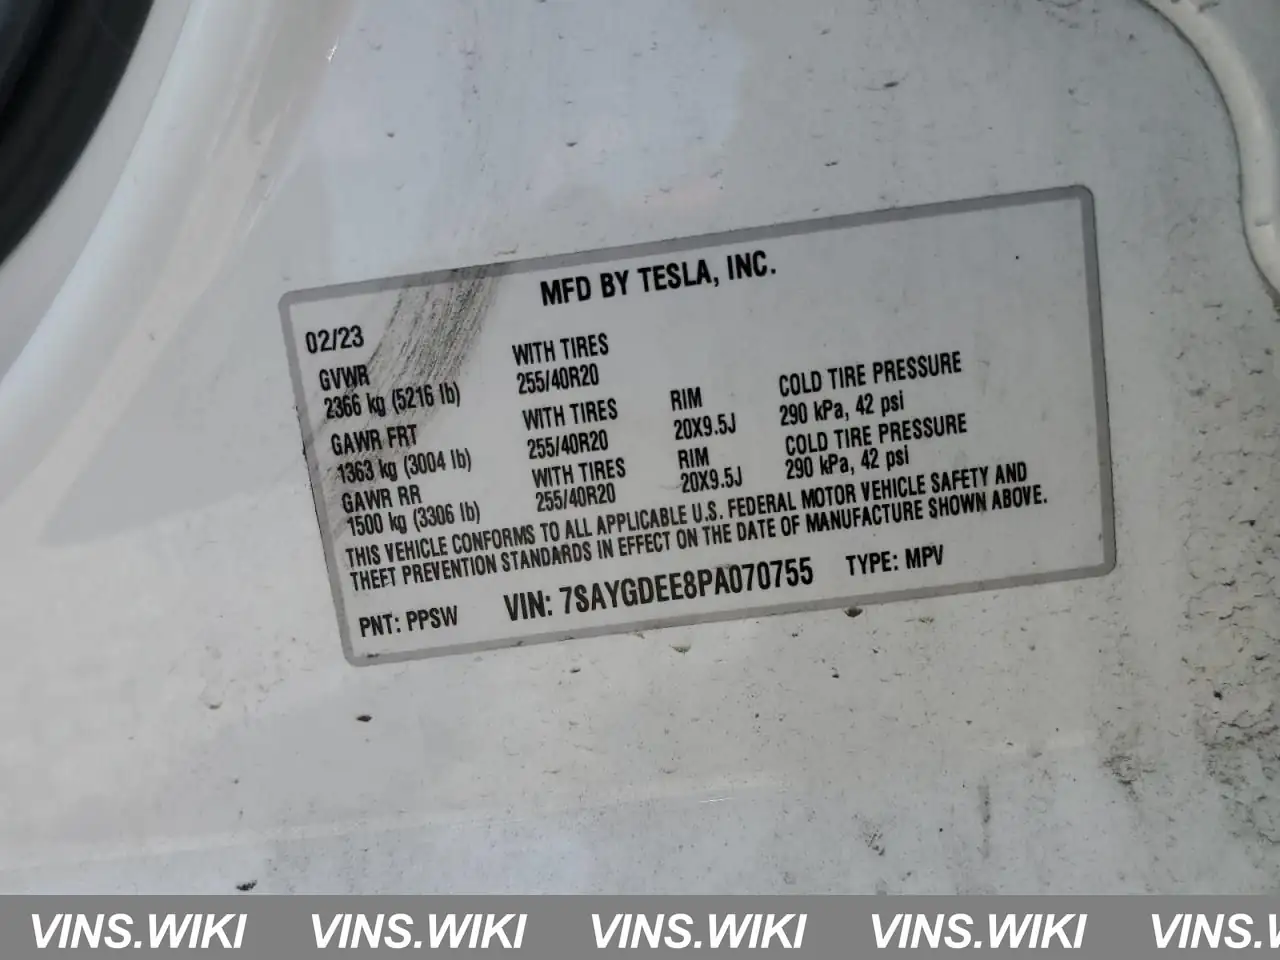 MFD BY TESLA, INC.
02/23
GVWR WITH TIRES
2366 kg (5216 lb) 255/40R20
GAWR FRT WITH TIRES RIM COLD TIRE PRESSURE
1363 kg (3004 lb) 255/40R20 20X9.5J 290 kPa, 42 psi
GAWR RR WITH TIRES RIM COLD TIRE PRESSURE
1500 kg (3306 lb) 255/40R20 20X9.5J 290 kPa, 42 psi
THIS VEHICLE CONFORMS TO ALL APPLICABLE U.S. FEDERAL MOTOR VEHICLE SAFETY AND
THEFT PREVENTION STANDARDS IN EFFECT ON THE DATE OF MANUFACTURE SHOWN ABOVE.
PNT: PPSW VIN: 7SAYGDEE8PA070755 TYPE: MPV
VINS.WIKI VINS.WIKI VINS.WIKI VINS.WIKI VINS.W